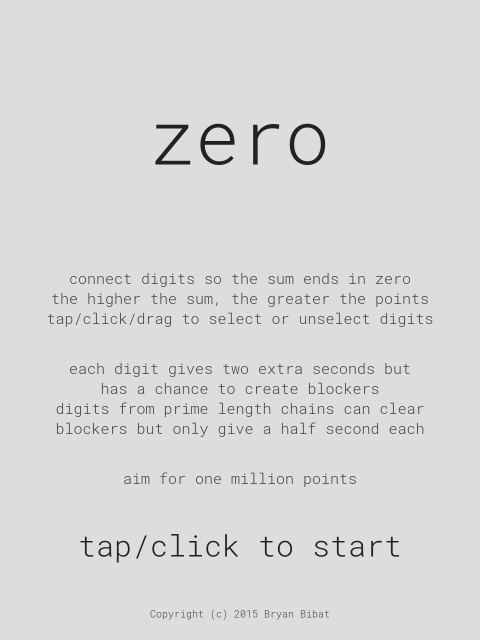 zero
connect digits so the sum ends in zero
the higher the sum, the greater the points
tap/click/drag to select or unselect digits
each digit gives two extra seconds but
has a chance to create blockers
digits from prime length chains can clear
blockers but only give a half second each
aim for one million points
tap/click to start
Copyright (c) 2015 Bryan Bibat